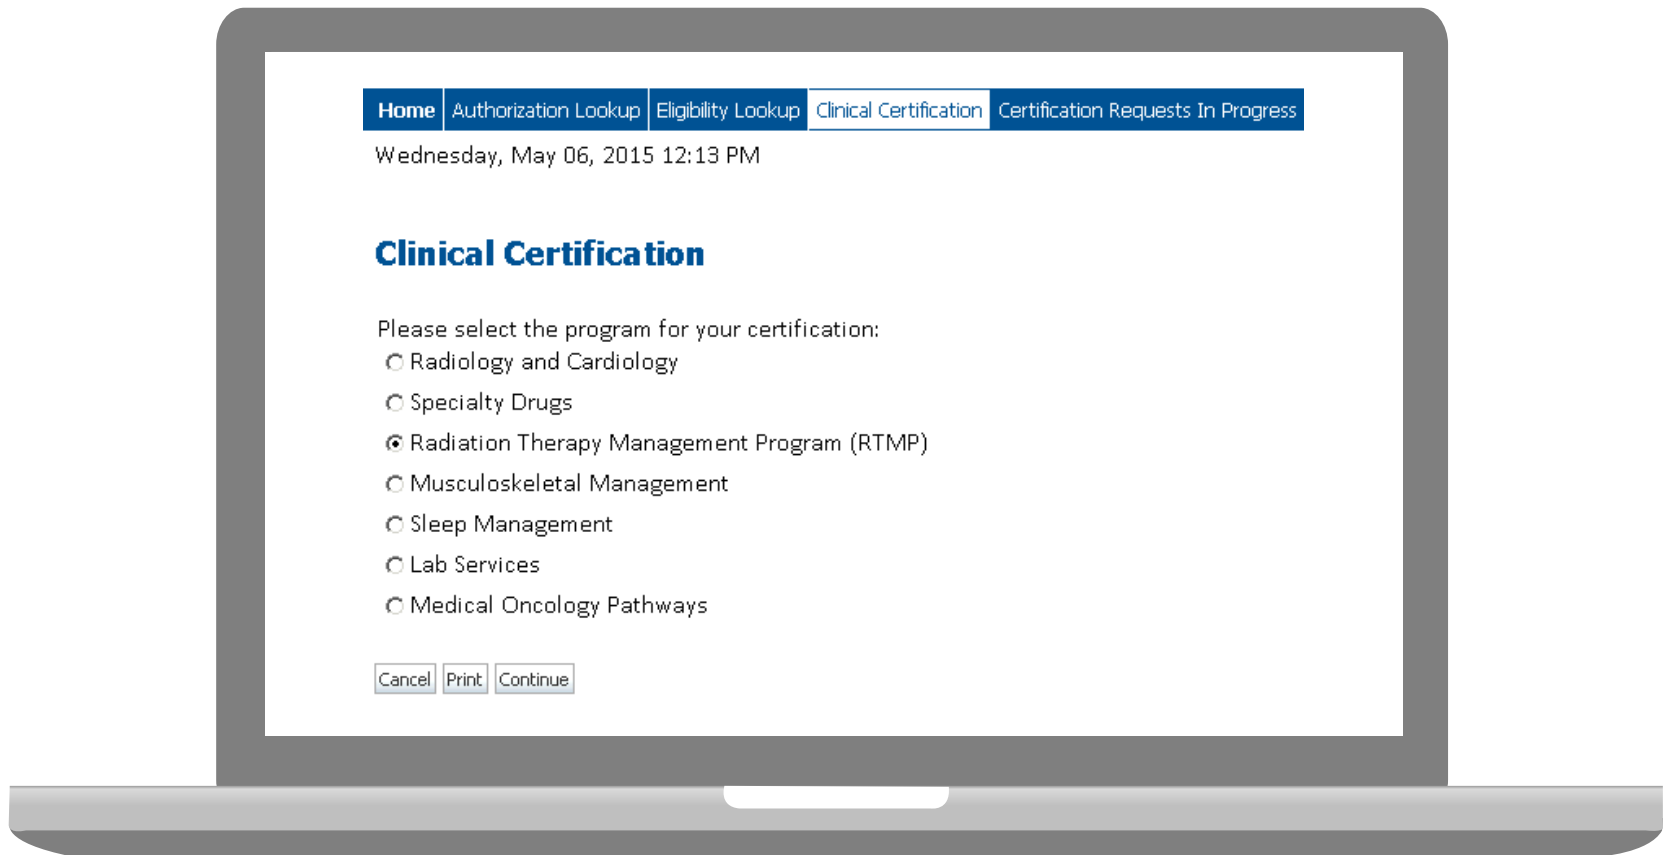 Home Authorization Lookup Eligibility Lookup Clinical Certification Certification Requests In Progress
Wednesday, May 06, 2015 12:13 PM
Clinical Certification
Please select the program for your certification:
Radiology and Cardiology
Specialty Drugs
Radiation Therapy Management Program (RTMP)
Musculoskeletal Management
Sleep Management
Lab Services
Medical Oncology Pathways
Cancel Print Continue